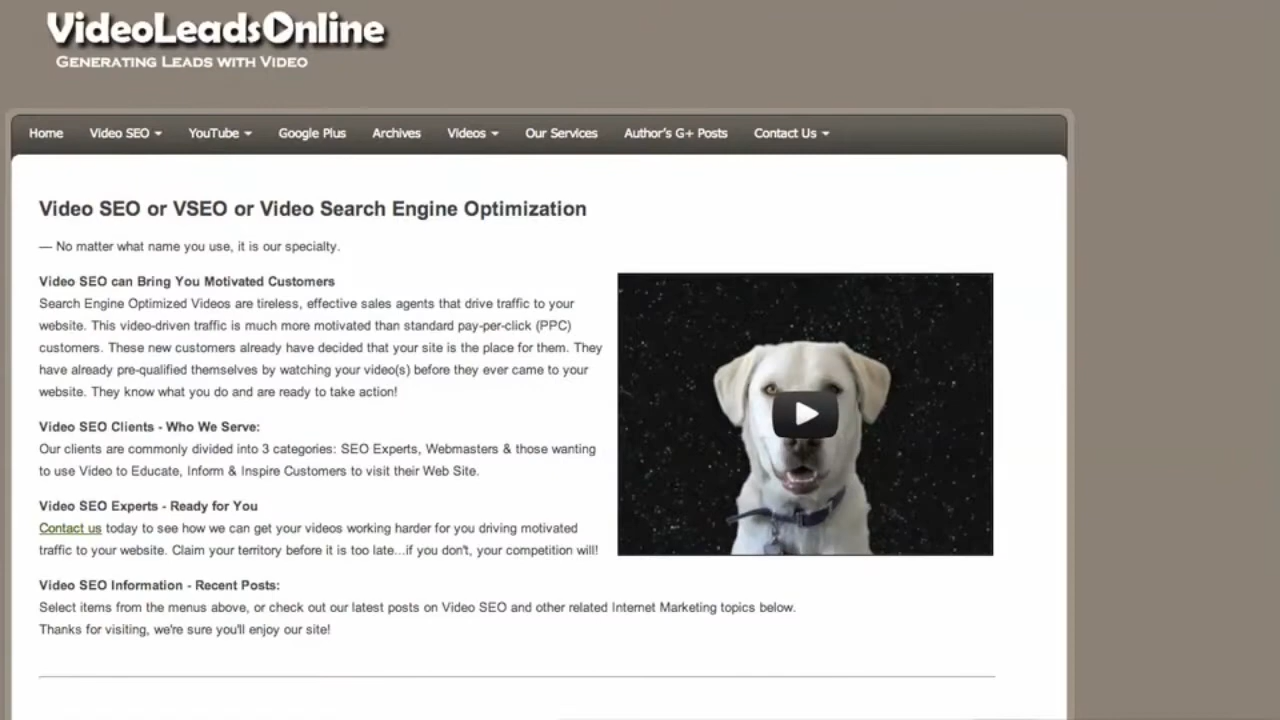 VideoLeadsOnline
GENERATING LEADS WITH VIDEO
Home Video SEO YouTube Google Plus Archives Videos Our Services Author's G+ Posts Contact Us
Video SEO or VSEO or Video Search Engine Optimization
— No matter what name you use, it is our specialty.
Video SEO can Bring You Motivated Customers
Search Engine Optimized Videos are tireless, effective sales agents that drive traffic to your
website. This video-driven traffic is much more motivated than standard pay-per-click (PPC)
customers. These new customers already have decided that your site is the place for them. They
have already pre-qualified themselves by watching your video(s) before they ever came to your
website. They know what you do and are ready to take action!
Video SEO Clients - Who We Serve:
Our clients are commonly divided into 3 categories: SEO Experts, Webmasters & those wanting
to use Video to Educate, Inform & Inspire Customers to visit their Web Site.
Video SEO Experts - Ready for You
Contact us today to see how we can get your videos working harder for you driving motivated
traffic to your website. Claim your territory before it is too late...if you don't, your competition will!
Video SEO Information - Recent Posts:
Select items from the menus above, or check out our latest posts on Video SEO and other related Internet Marketing topics below.
Thanks for visiting, we're sure you'll enjoy our site!